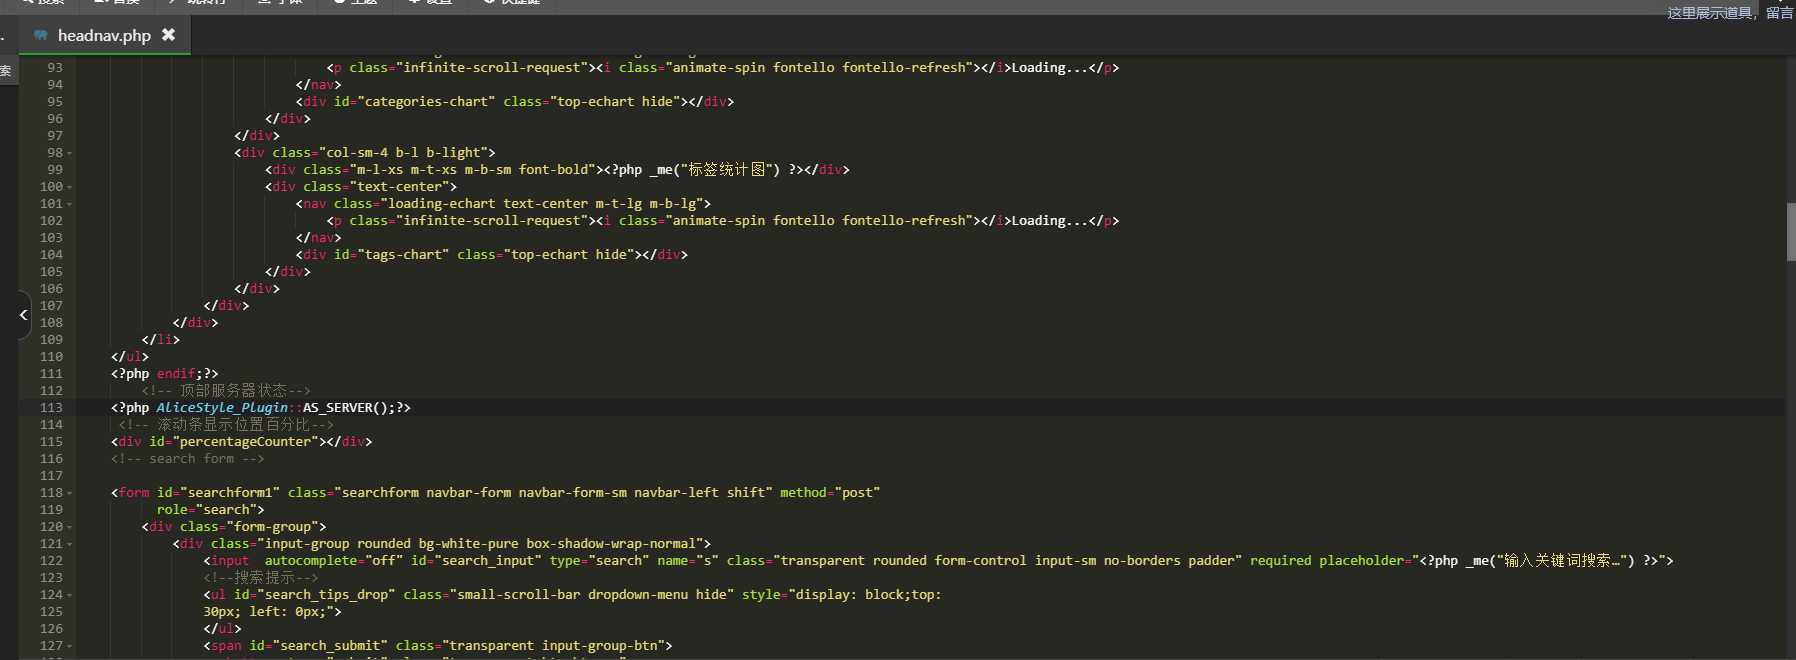 这里展示道具，留言
headnav.php ✖
案
93 <p class="infinite-scroll-request"><i class="animate-spin fontello fontello-refresh"></i>Loading...</p>
94 </nav>
95 <div id="categories-chart" class="top-echart hide"></div>
96 </div>
97 </div>
98 <div class="col-sm-4 b-l b-light">
99 <div class="m-l-xs m-t-xs m-b-sm font-bold"><?php _me("标签统计图") ?></div>
100 <div class="text-center">
101 <nav class="loading-echart text-center m-t-lg m-b-lg">
102 <p class="infinite-scroll-request"><i class="animate-spin fontello fontello-refresh"></i>Loading...</p>
103 </nav>
104 <div id="tags-chart" class="top-echart hide"></div>
105 </div>
106 </div>
107 </div>
108 </div>
109 </li>
110 </ul>
111 <?php endif;?>
112 <!-- 顶部服务器状态-->
113 <?php AliceStyle_Plugin::AS_SERVER();?>
114 <!-- 滚动条显示位置百分比-->
115 <div id="percentageCounter"></div>
116 <!-- search form -->
117
118 <form id="searchform1" class="searchform navbar-form navbar-form-sm navbar-left shift" method="post"
119 role="search">
120 <div class="form-group">
121 <div class="input-group rounded bg-white-pure box-shadow-wrap-normal">
122 <input  autocomplete="off" id="search_input" type="search" name="s" class="transparent rounded form-control input-sm no-borders padder" required placeholder="<?php _me("输入关键词搜索…") ?>">
123 <!--搜索提示-->
124 <ul id="search_tips_drop" class="small-scroll-bar dropdown-menu hide" style="display: block;top:
125 30px; left: 0px;">
126 </ul>
127 <span id="search_submit" class="transparent input-group-btn">